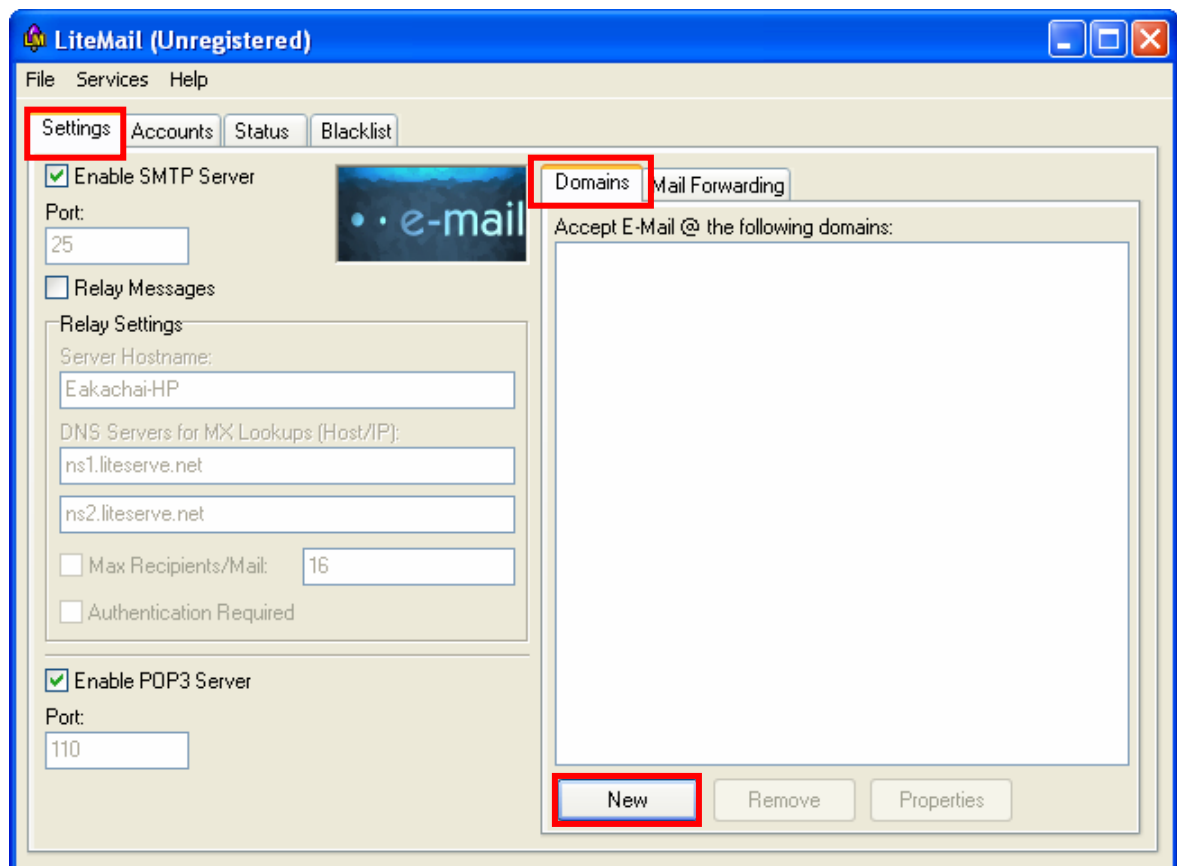 LiteMail (Unregistered)
File Services Help
Settings Accounts Status Blacklist
Enable SMTP Server
Port:
25
• • e-mail
Relay Messages
Relay Settings
Server Hostname:
Eakachai-HP
DNS Servers for MX Lookups (Host/IP):
ns1.liteserve.net
ns2.liteserve.net
Max Recipients/Mail: 16
Authentication Required
Enable POP3 Server
Port:
110
Domains Mail Forwarding
Accept E-Mail @ the following domains:
New Remove Properties